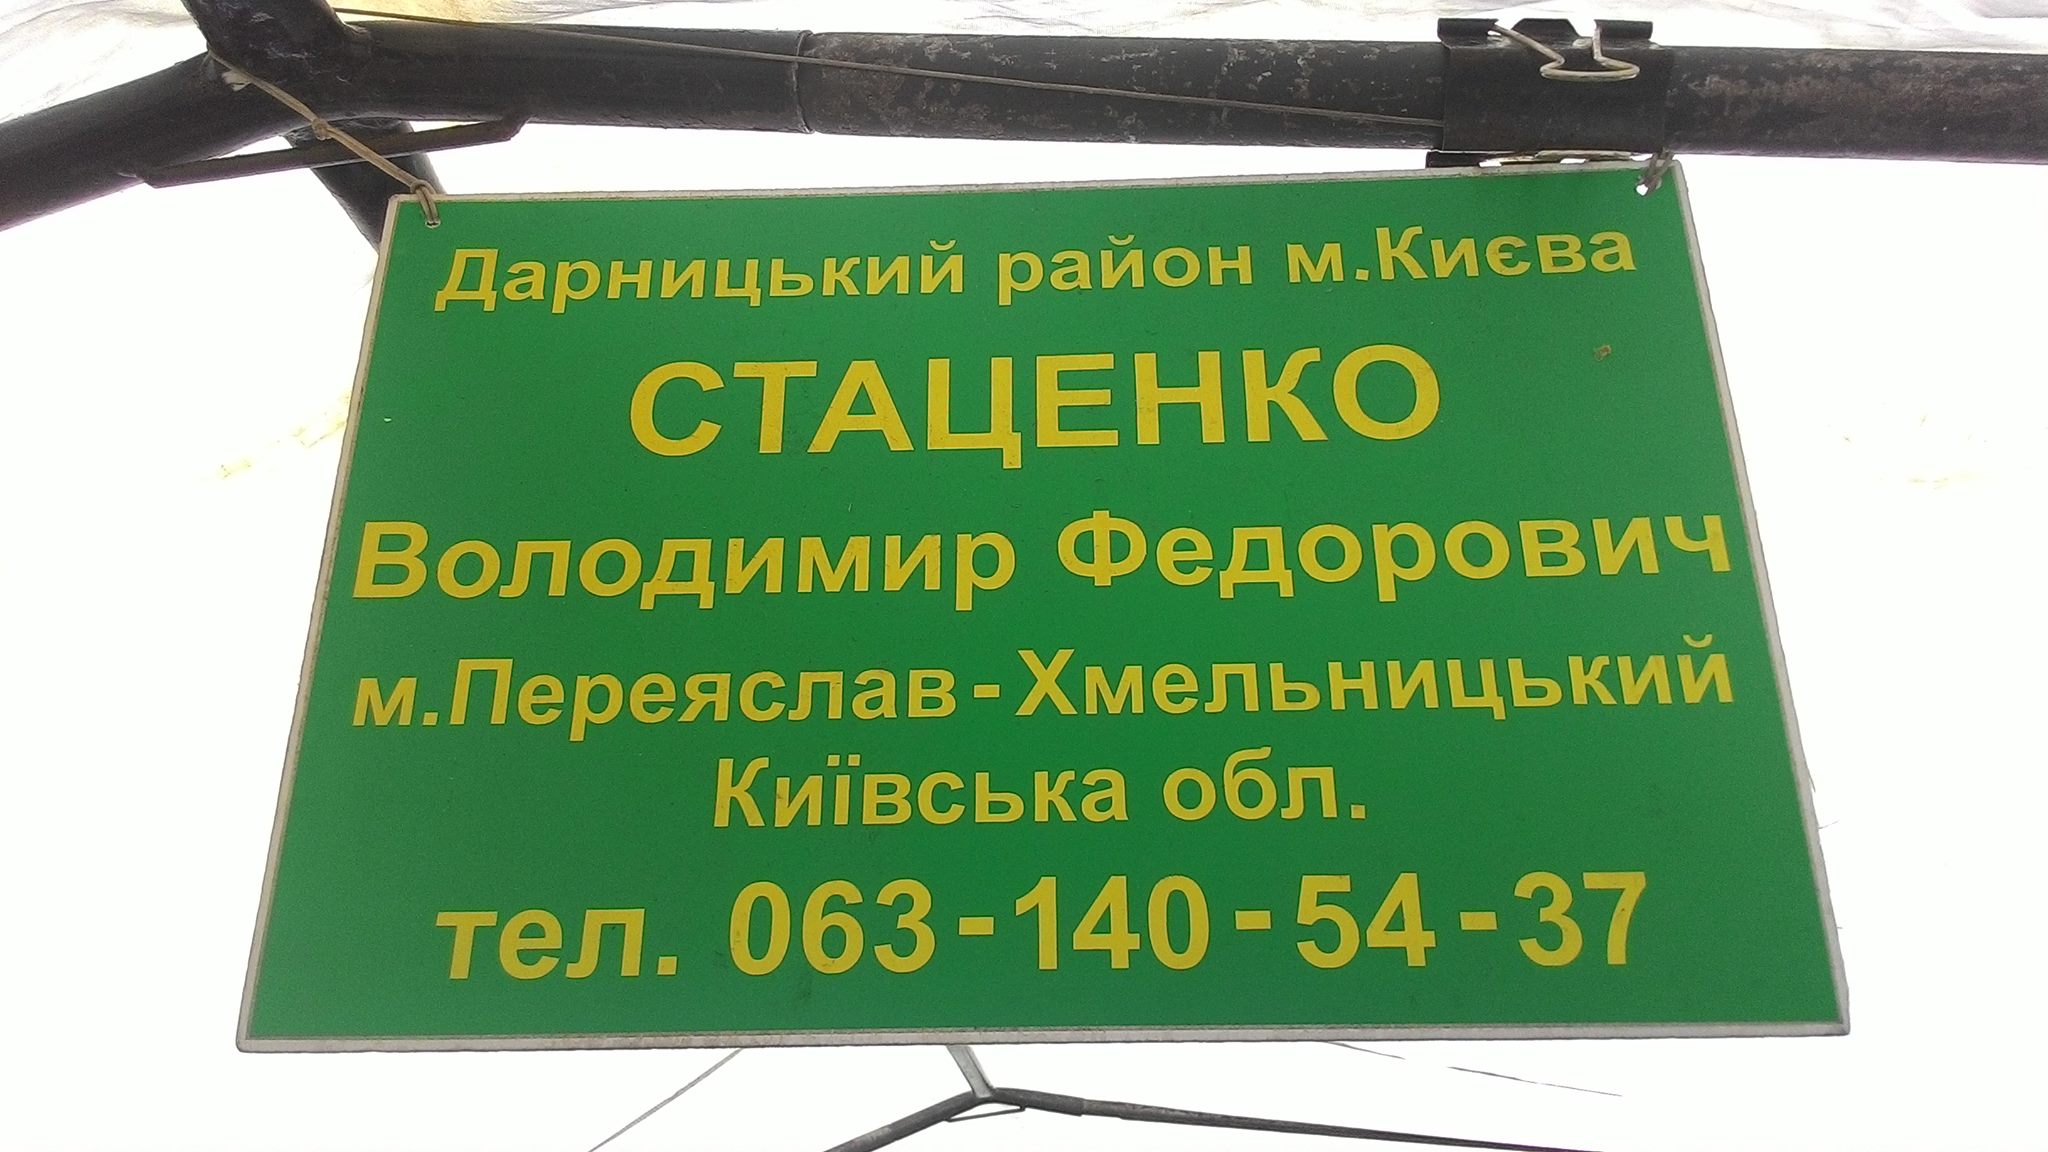 Дарницький район м.Києва
СТАЦЕНКО
Володимир Федорович
м.Переяслав-Хмельницький
Київська обл.
тел. 063-140-54-37